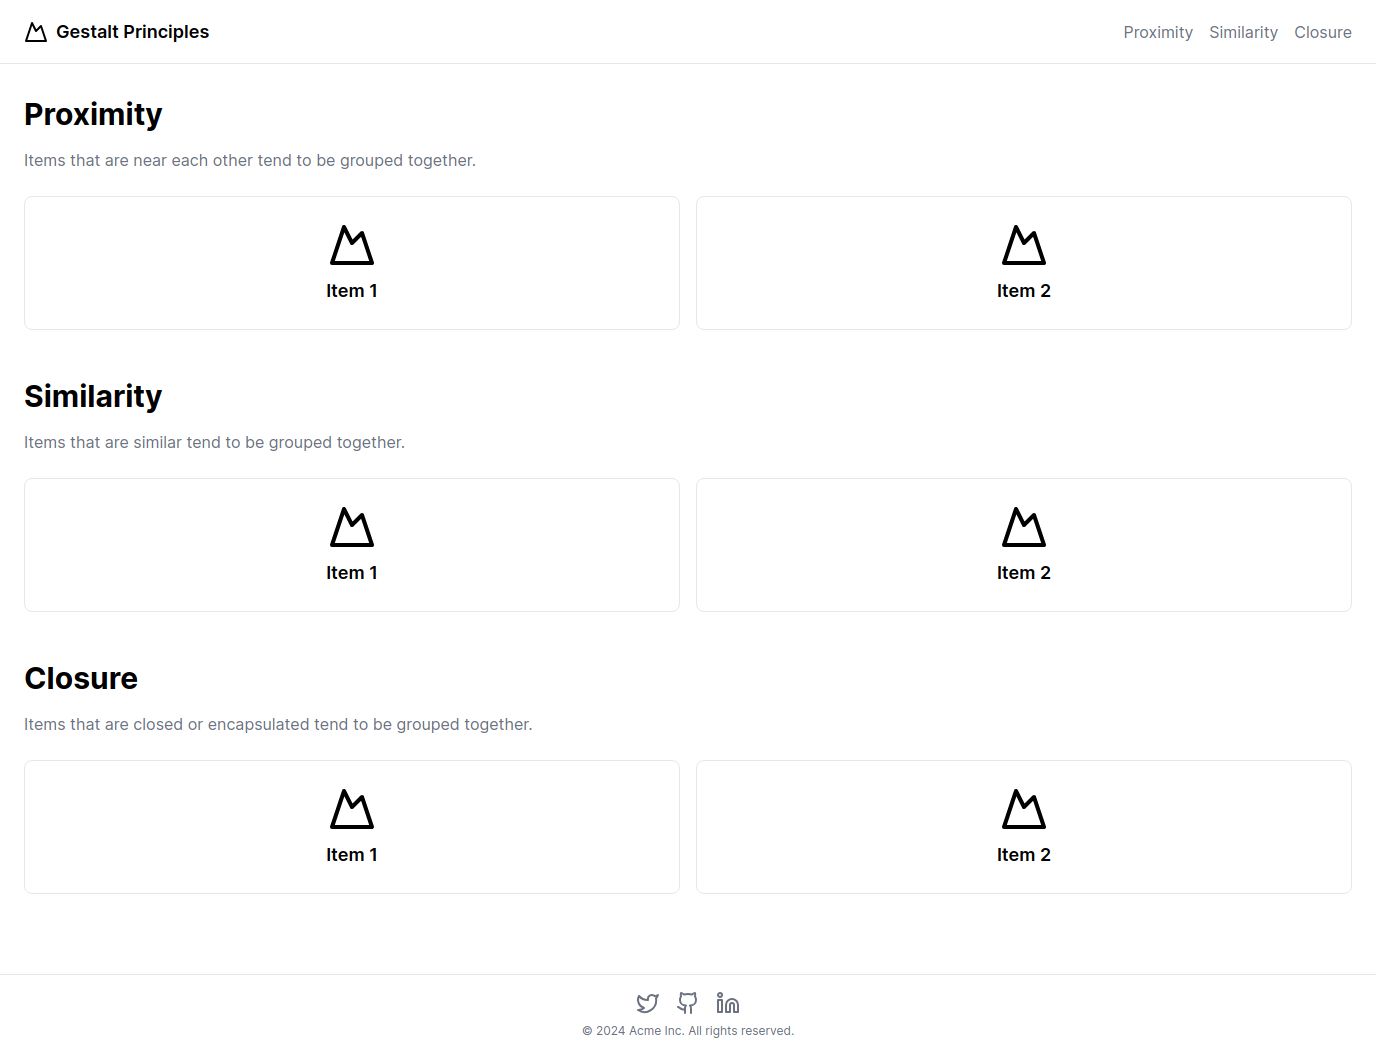 Gestalt Principles
Proximity Similarity Closure
Proximity
Items that are near each other tend to be grouped together.
Item 1
Item 2
Similarity
Items that are similar tend to be grouped together.
Item 1
Item 2
Closure
Items that are closed or encapsulated tend to be grouped together.
Item 1
Item 2
© 2024 Acme Inc. All rights reserved.